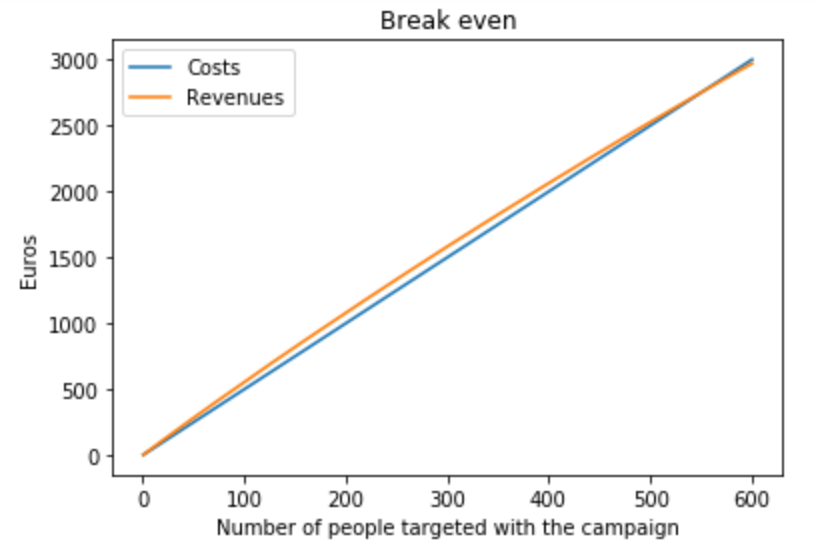 Break even
Costs
Revenues
3000
2500
2000
1500
1000
500
0
Euros
0 100 200 300 400 500 600
Number of people targeted with the campaign